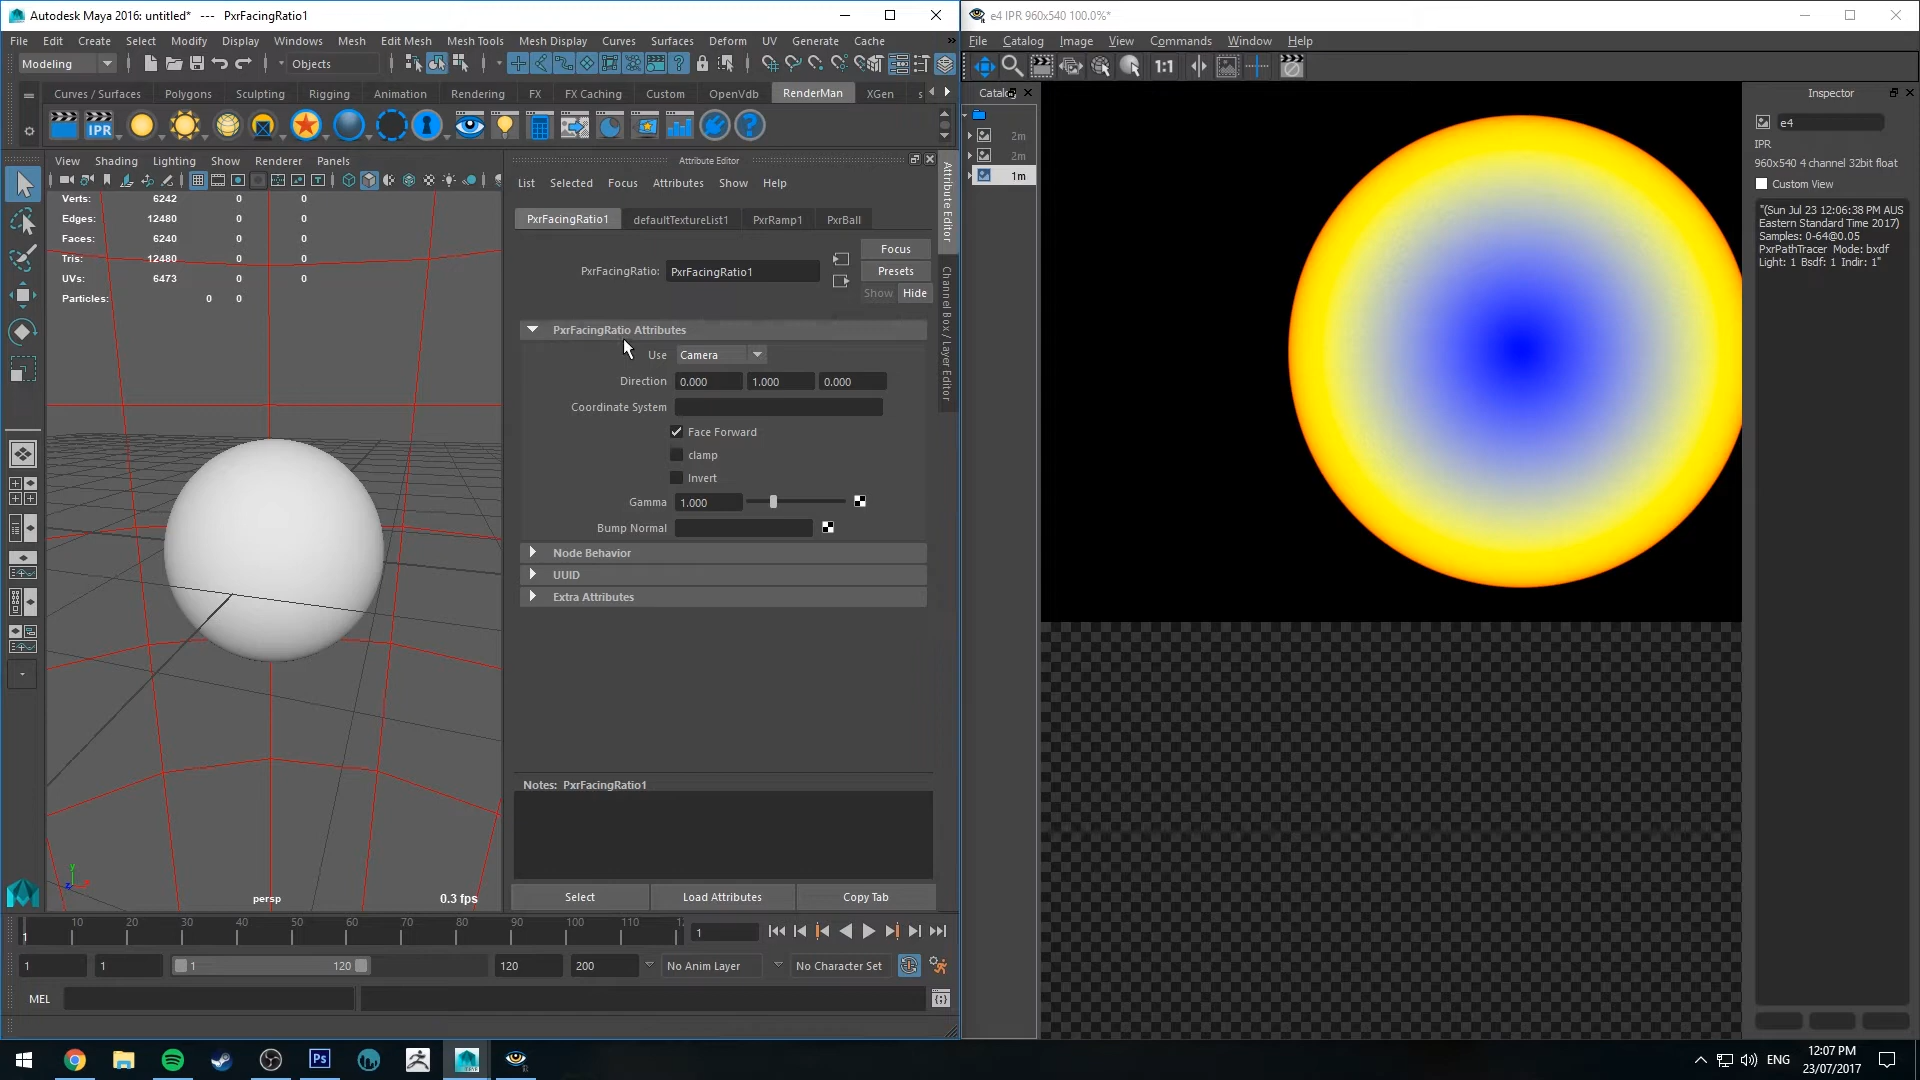 Autodesk Maya 2016: untitled*   ---   PxrFacingRatio1
File Edit Create Select Modify Display Windows Mesh Edit Mesh Mesh Tools Mesh Display Curves Surfaces Deform UV Generate Cache
Modeling Objects
Curves / Surfaces Polygons Sculpting Rigging Animation Rendering FX FX Caching Custom OpenVdb RenderMan XGen s
IPR
View Shading Lighting Show Renderer Panels
Verts: 6242 0 0
Edges: 12480 0 0
Faces: 6240 0 0
Tris: 12480 0 0
UVs: 6473 0 0
Particles: 0 0
persp
0.3 fps
Attribute Editor
List Selected Focus Attributes Show Help
PxrFacingRatio1 defaultTextureList1 PxrRamp1 PxrBall
PxrFacingRatio: PxrFacingRatio1
Focus
Presets
Show Hide
PxrFacingRatio Attributes
Use Camera
Direction 0.000 1.000 0.000
Coordinate System
Face Forward
clamp
Invert
Gamma 1.000
Bump Normal
Node Behavior
UUID
Extra Attributes
Notes: PxrFacingRatio1
Select Load Attributes Copy Tab
Attribute Editor
Channel Box / Layer Editor
1 10 20 30 40 50 60 70 80 90 100 110 12 1
1 1 1 120 120 200 No Anim Layer No Character Set
MEL
e4 IPR 960x540 100.0%*
File Catalog Image View Commands Window Help
1:1
Catalog
2m
2m
1m
Inspector
e4
IPR
960x540 4 channel 32bit float
Custom View
"(Sun Jul 23 12:06:38 PM AUS
Eastern Standard Time 2017)
Samples: 0-64@0.05
PxrPathTracer Mode: bxdf
Light: 1 Bsdf: 1 Indir: 1"
Ps
ENG
12:07 PM
23/07/2017